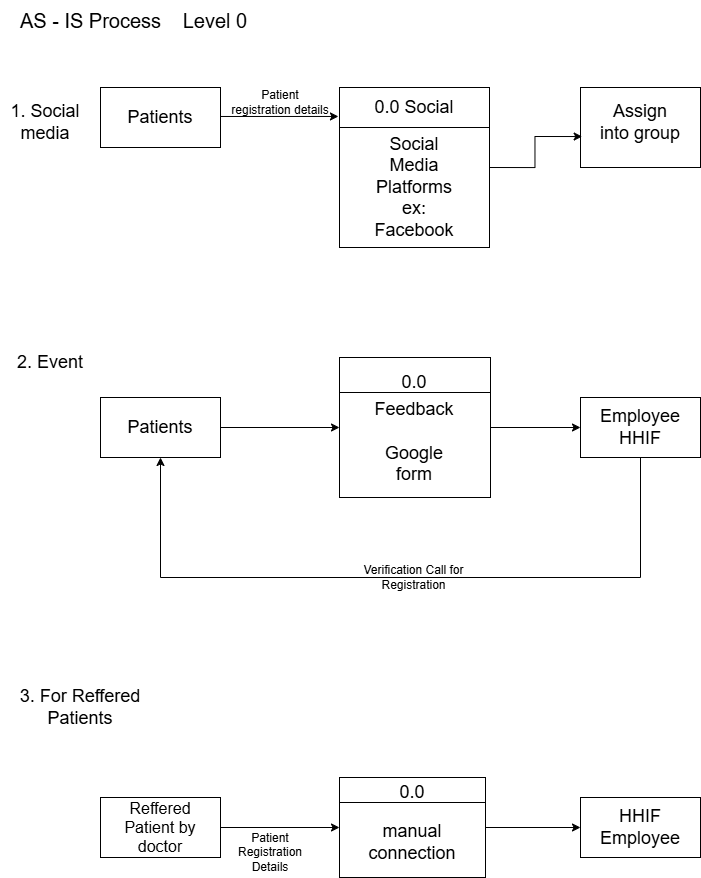 AS - IS Process    Level 0
1. Social
media
Patients
Patient
registration details
0.0 Social
Social
Media
Platforms
ex:
Facebook
Assign
into group
2. Event
Patients
0.0
Feedback
Google
form
Employee
HHIF
Verification Call for
Registration
3. For Reffered
Patients
Reffered
Patient by
doctor
Patient
Registration
Details
0.0
manual
connection
HHIF
Employee